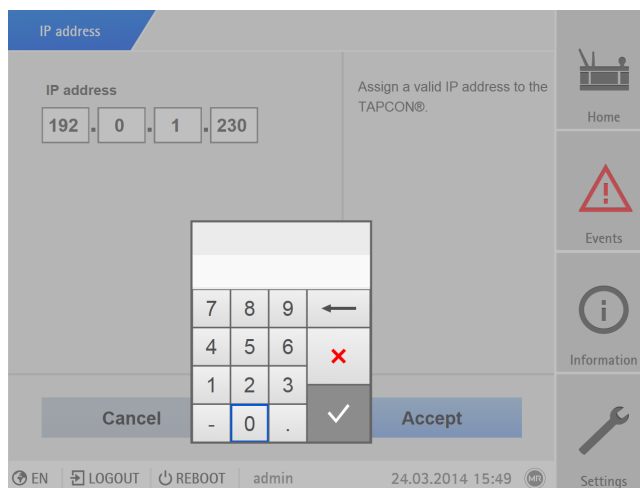 IP address
IP address
192 . 0 . 1 . 230
Assign a valid IP address to the
TAPCON®.
Home
Events
Information
Settings
7 8 9
4 5 6
1 2 3
- 0 .
Cancel
Accept
EN LOGOUT REBOOT admin 24.03.2014 15:49 MR